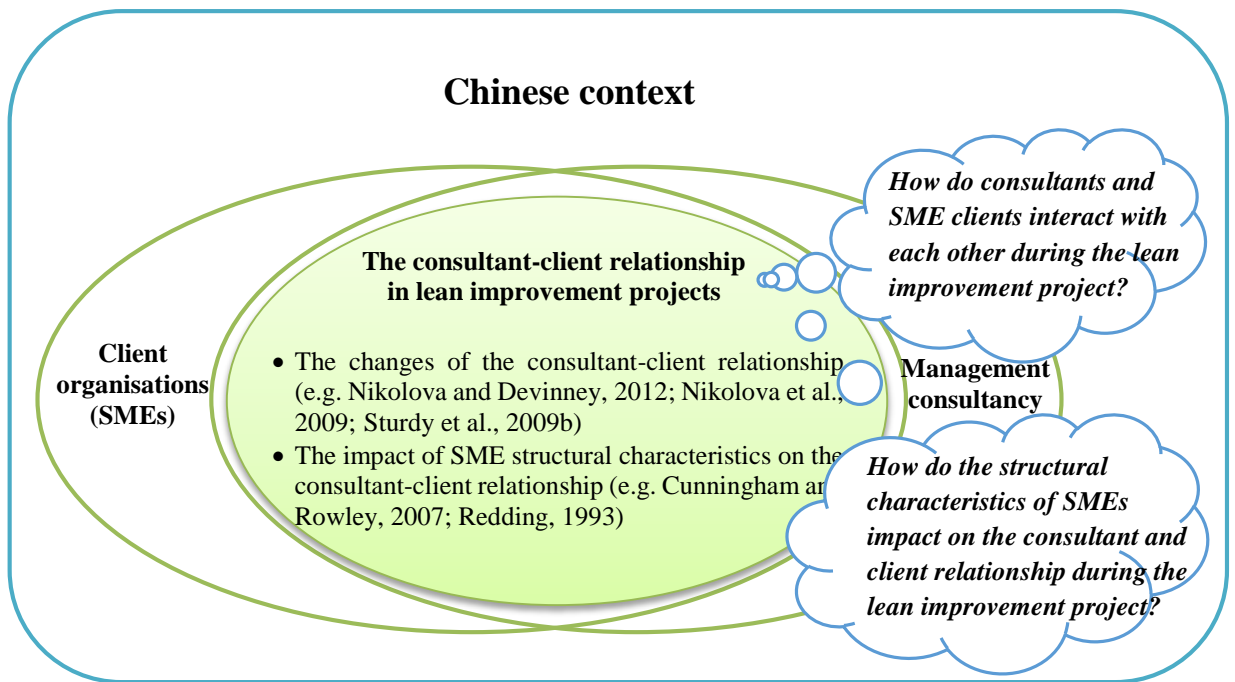 Chinese context
The consultant-client relationship
in lean improvement projects
• The changes of the consultant-client relationship
(e.g. Nikolova and Devinney, 2012; Nikolova et al.,
2009; Sturdy et al., 2009b)
• The impact of SME structural characteristics on the
consultant-client relationship (e.g. Cunningham an
Rowley, 2007; Redding, 1993)
Client
organisations
(SMEs)
Management
consultancy
How do consultants and
SME clients interact with
each other during the lean
improvement project?
How do the structural
characteristics of SMEs
impact on the consultant and
client relationship during the
lean improvement project?